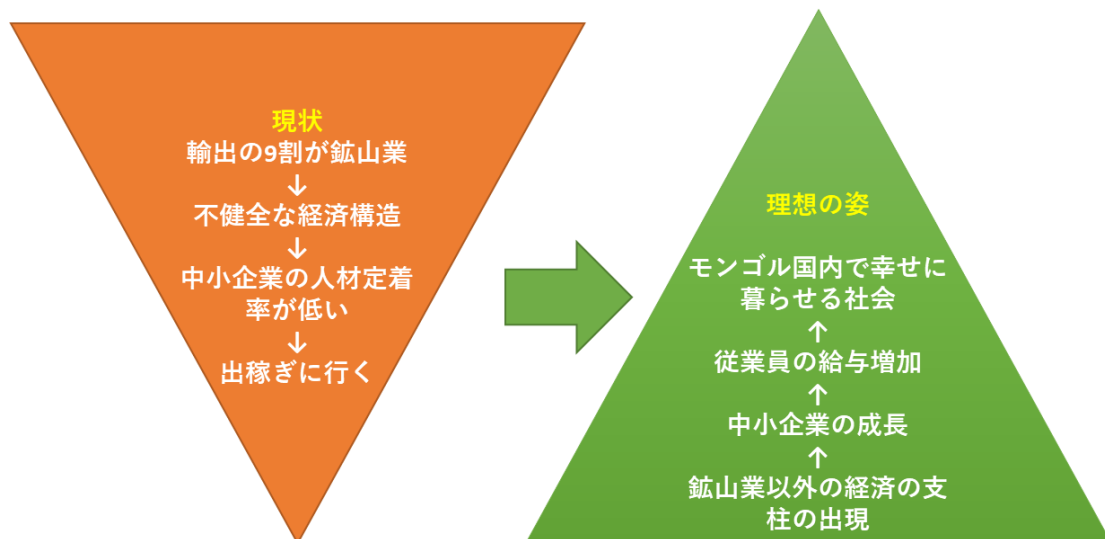 現状
輸出の9割が鉱山業
↓
不健全な経済構造
↓
中小企業の人材定着
率が低い
↓
出稼ぎに行く
理想の姿
モンゴル国内で幸せに
暮らせる社会
↑
従業員の給与増加
↑
中小企業の成長
↑
鉱山業以外の経済の支
柱の出現